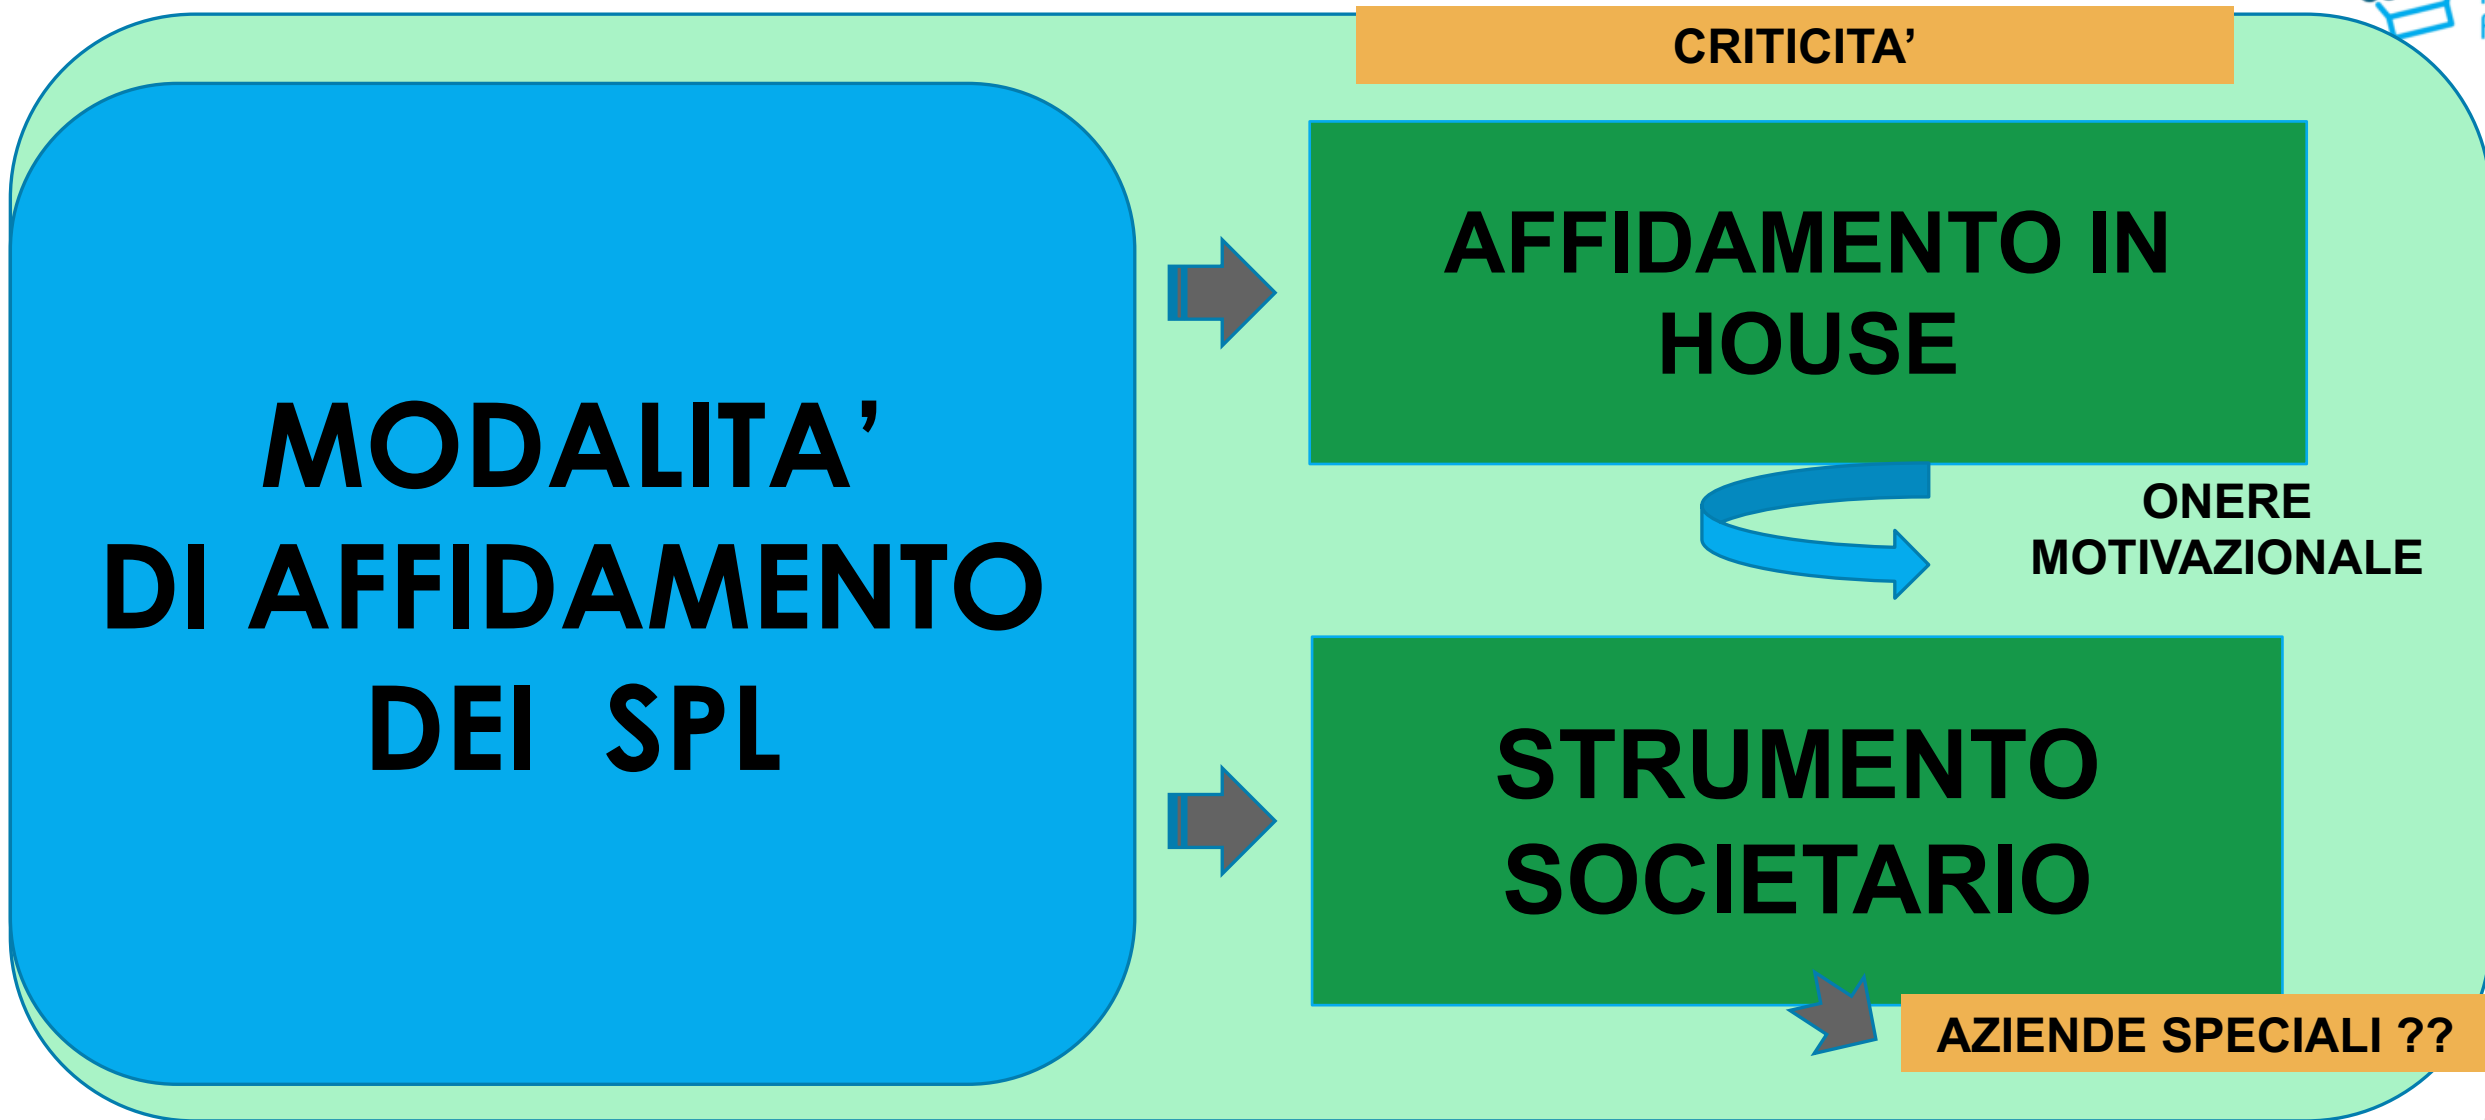 CRITICITA’
MODALITA’
DI AFFIDAMENTO
DEI SPL
AFFIDAMENTO IN
HOUSE
ONERE
MOTIVAZIONALE
STRUMENTO
SOCIETARIO
AZIENDE SPECIALI ??